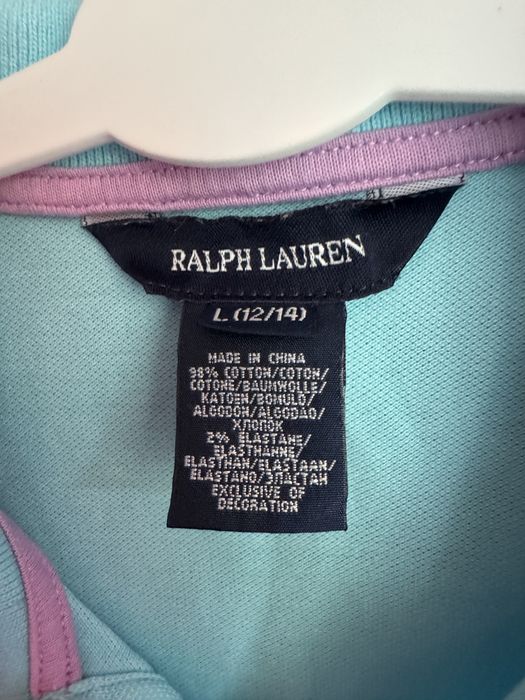 RALPH LAUREN
L (12/14)
MADE IN CHINA
98% COTTON/COTON/
COTONE/BAUMWOLLE/
KATOEN/BOMULD/
ALGODON/ALGODAO/
ХЛОПОК
2% ELASTANE/
ELASTHANNE/
ELASTHAN/ELASTAAN/
ELASTANO/ЭЛАСТАН
EXCLUSIVE OF
DECORATION